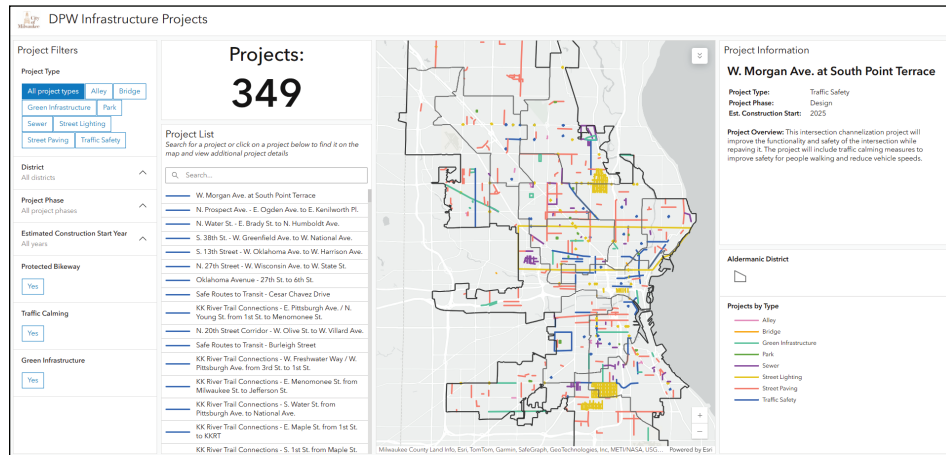 City
of
Milwaukee
DPW Infrastructure Projects
Project Filters
Project Type
All project types
Alley
Bridge
Green Infrastructure
Park
Sewer
Street Lighting
Street Paving
Traffic Safety
District
All districts
Project Phase
All project phases
Estimated Construction Start Year
All years
Protected Bikeway
Yes
Traffic Calming
Yes
Green Infrastructure
Yes
Projects:
349
Project List
Search for a project or click on a project below to find it on the
map and view additional project details
Search...
W. Morgan Ave. at South Point Terrace
N. Prospect Ave. - E. Ogden Ave. to E. Kenilworth Pl.
N. Water St. - E. Brady St. to N. Humboldt Ave.
S. 38th St. - W. Greenfield Ave. to W. National Ave.
S. 13th Street - W. Oklahoma Ave. to W. Harrison Ave.
N. 27th Street - W. Wisconsin Ave. to W. State St.
Oklahoma Avenue - 27th St. to 6th St.
Safe Routes to Transit - Cesar Chavez Drive
KK River Trail Connections - E. Pittsburgh Ave. / N.
Young St. from 1st St. to Menomonee St.
N. 20th Street Corridor - W. Olive St. to W. Villard Ave.
Safe Routes to Transit - Burleigh Street
KK River Trail Connections - W. Freshwater Way / W.
Pittsburgh Ave. from 3rd St. to 1st St.
KK River Trail Connections - E. Menomonee St. from
Milwaukee St. to Jefferson St.
KK River Trail Connections - S. Water St. from
Pittsburgh Ave. to National Ave.
KK River Trail Connections - E. Maple St. from 1st St.
to KKRT
KK River Trail Connections - S. 1st St. from Maple St.
Milwaukee County Land Info, Esri, TomTom, Garmin, SafeGraph, GeoTechnologies, Inc, METI/NASA, USG... Powered by Esri
Project Information
W. Morgan Ave. at South Point Terrace
Project Type: Traffic Safety
Project Phase: Design
Est. Construction Start: 2025
Project Overview: This intersection channelization project will
improve the functionality and safety of the intersection while
repaving it. The project will include traffic calming measures to
improve safety for people walking and reduce vehicle speeds.
Aldermanic District
Projects by Type
Alley
Bridge
Green Infrastructure
Park
Sewer
Street Lighting
Street Paving
Traffic Safety